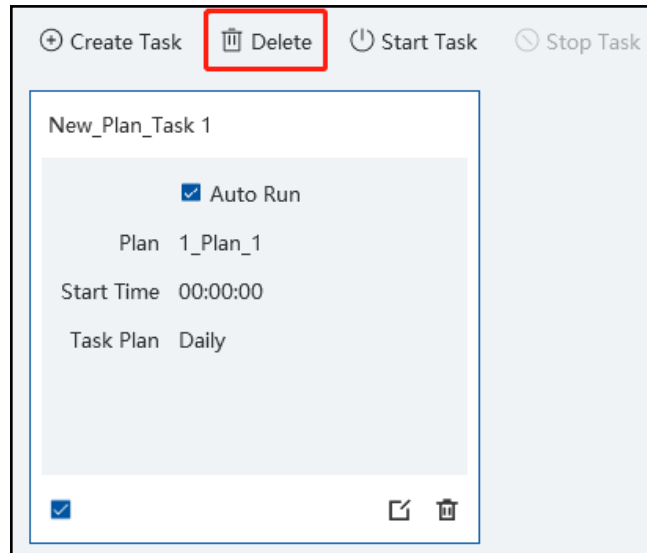 Create Task Delete Start Task Stop Task
New_Plan_Task 1
Auto Run
Plan 1_Plan_1
Start Time 00:00:00
Task Plan Daily